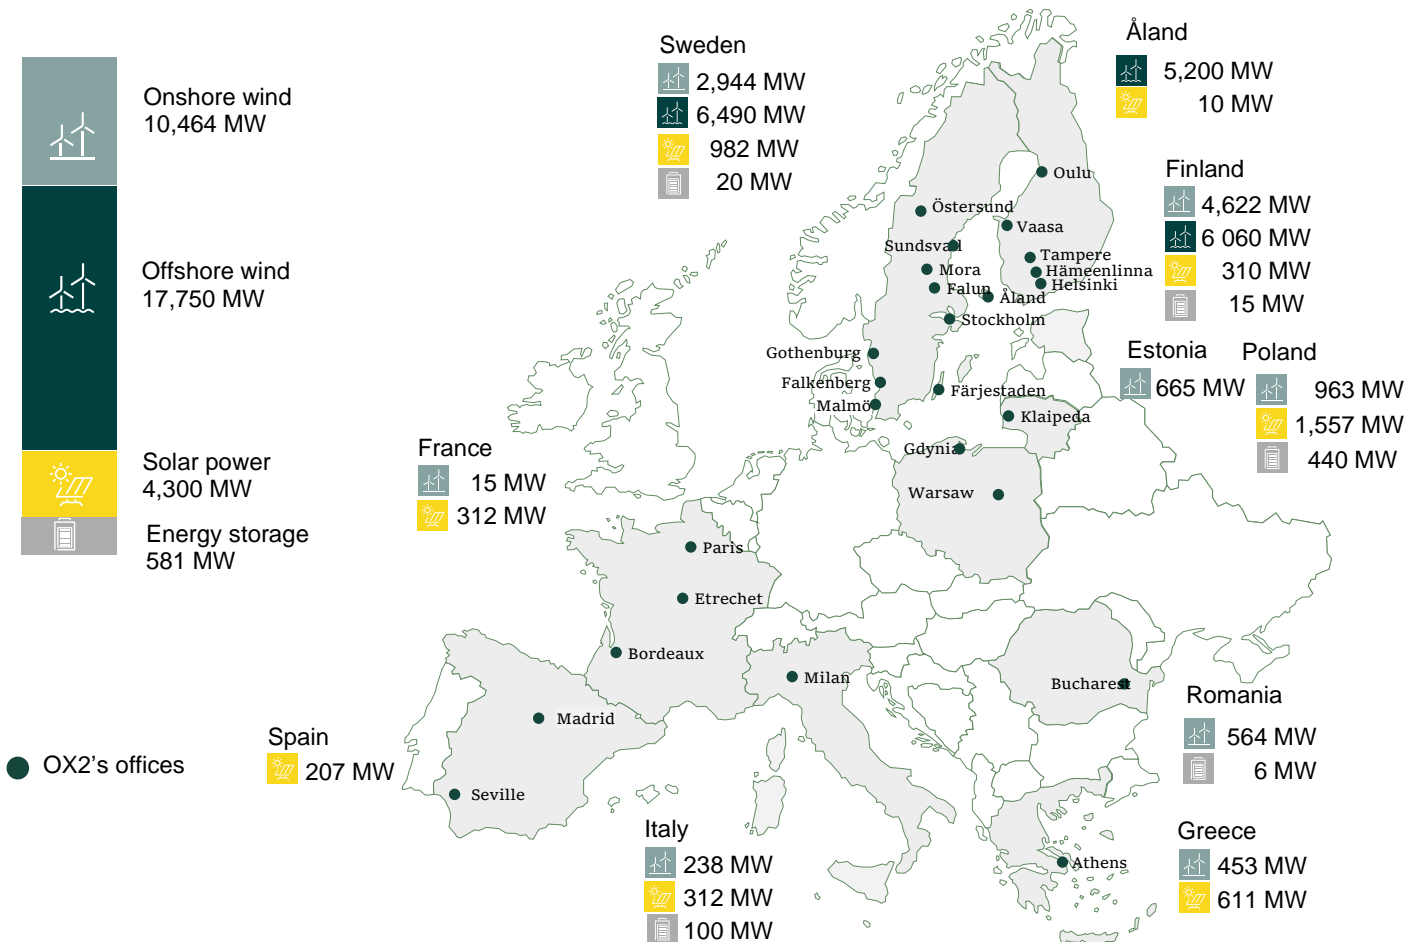 Onshore wind
10,464 MW
Offshore wind
17,750 MW
Solar power
4,300 MW
Energy storage
581 MW
OX2's offices
Sweden
2,944 MW
6,490 MW
982 MW
20 MW
Åland
5,200 MW
10 MW
Finland
4,622 MW
6 060 MW
310 MW
15 MW
Estonia
665 MW
Poland
963 MW
1,557 MW
440 MW
France
15 MW
312 MW
Spain
207 MW
Italy
238 MW
312 MW
100 MW
Romania
564 MW
6 MW
Greece
453 MW
611 MW
Oulu
Östersund
Vaasa
Sundsvall
Tampere
Mora
Hämeenlinna
Falun
Helsinki
Åland
Stockholm
Gothenburg
Falkenberg
Färjestaden
Malmö
Klaipeda
Gdynia
Warsaw
Paris
Etrechet
Bordeaux
Milan
Bucharest
Madrid
Seville
Athens